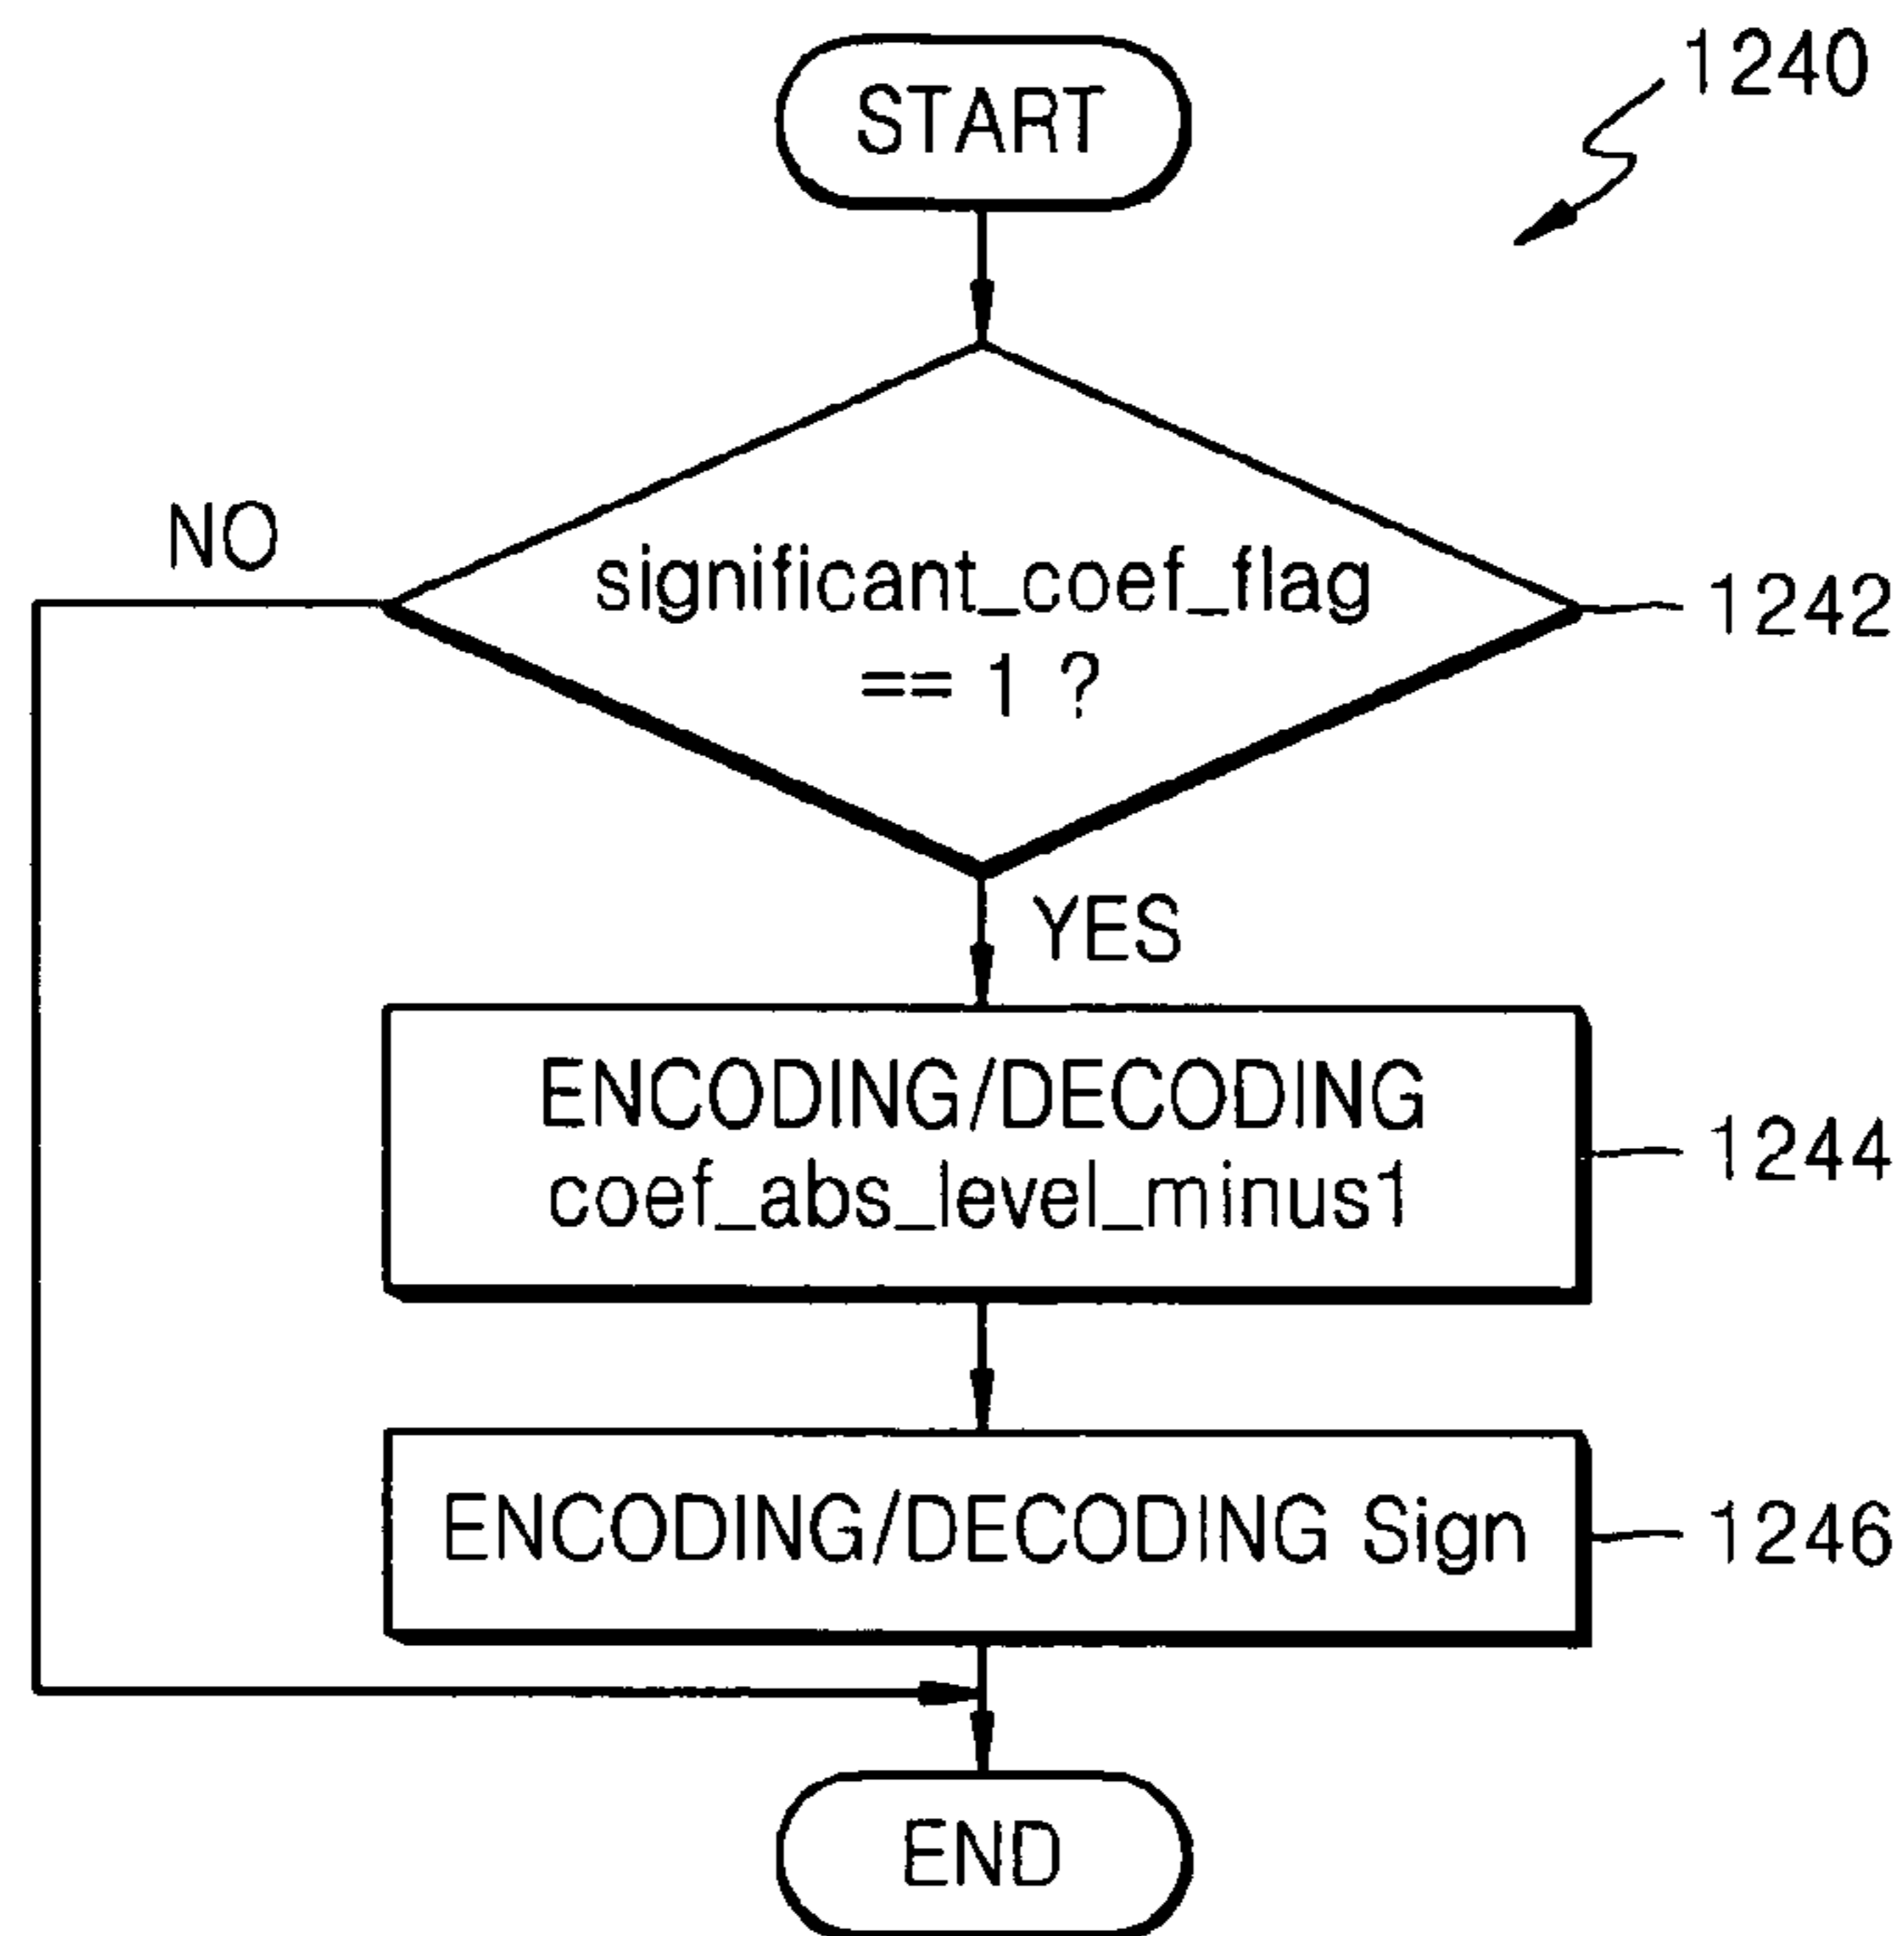 1240
START
NO
significant_coef_flag
== 1 ?
1242
YES
ENCODING/DECODING
coef_abs_level_minus1
1244
ENCODING/DECODING Sign
1246
END